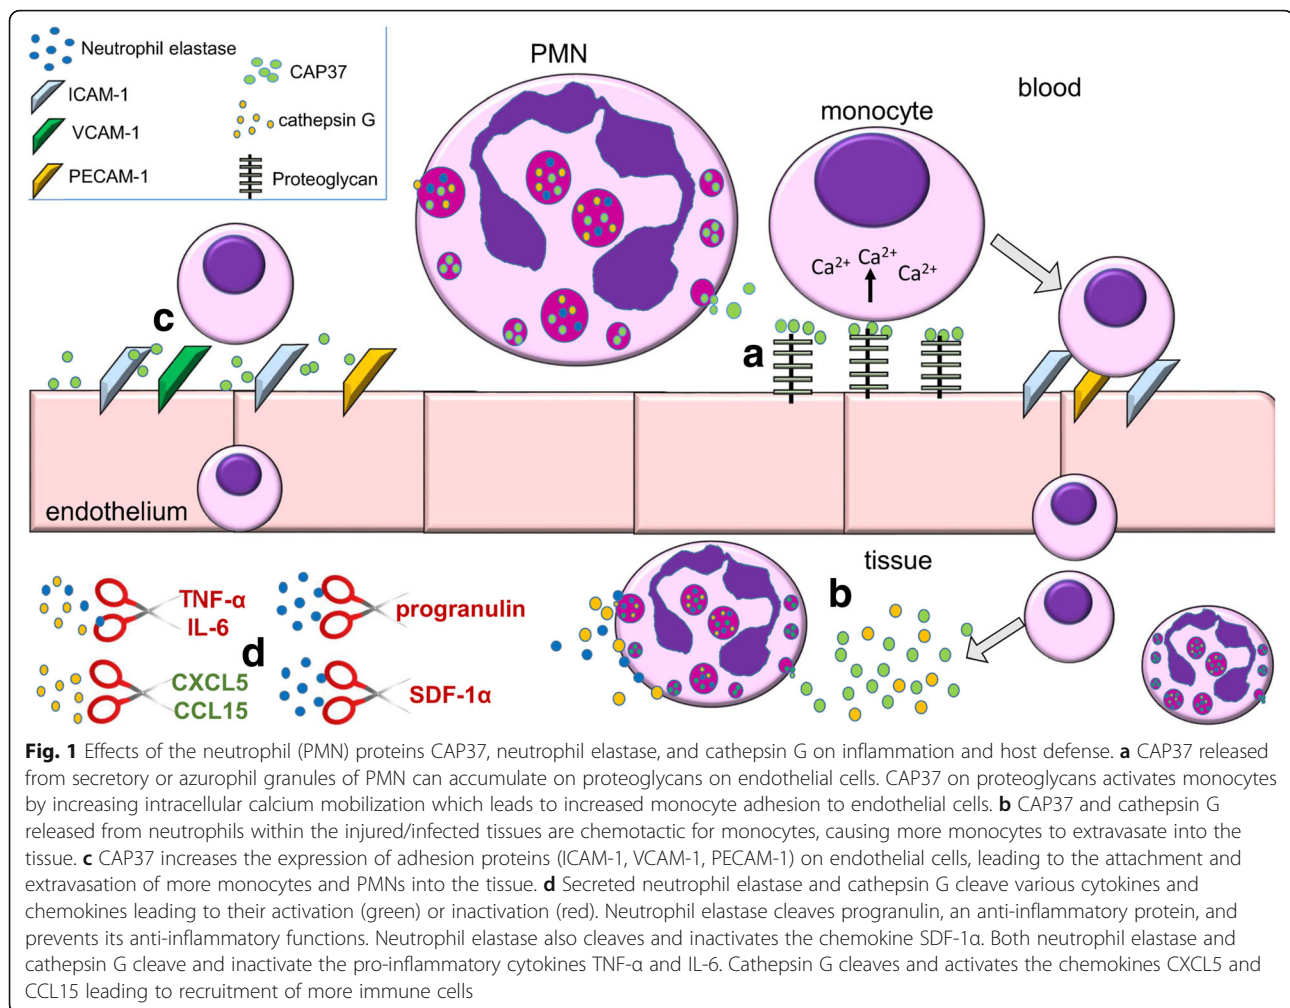 Neutrophil elastase
ICAM-1
VCAM-1
PECAM-1
CAP37
cathepsin G
Proteoglycan
PMN
monocyte
blood
Ca²⁺ Ca²⁺ Ca²⁺
c
a
endothelium
tissue
b
d
TNF-α
IL-6
progranulin
CXCL5
CCL15
SDF-1α
Fig. 1 Effects of the neutrophil (PMN) proteins CAP37, neutrophil elastase, and cathepsin G on inflammation and host defense. a CAP37 released
from secretory or azurophil granules of PMN can accumulate on proteoglycans on endothelial cells. CAP37 on proteoglycans activates monocytes
by increasing intracellular calcium mobilization which leads to increased monocyte adhesion to endothelial cells. b CAP37 and cathepsin G
released from neutrophils within the injured/infected tissues are chemotactic for monocytes, causing more monocytes to extravasate into the
tissue. c CAP37 increases the expression of adhesion proteins (ICAM-1, VCAM-1, PECAM-1) on endothelial cells, leading to the attachment and
extravasation of more monocytes and PMNs into the tissue. d Secreted neutrophil elastase and cathepsin G cleave various cytokines and
chemokines leading to their activation (green) or inactivation (red). Neutrophil elastase cleaves progranulin, an anti-inflammatory protein, and
prevents its anti-inflammatory functions. Neutrophil elastase also cleaves and inactivates the chemokine SDF-1α. Both neutrophil elastase and
cathepsin G cleave and inactivate the pro-inflammatory cytokines TNF-α and IL-6. Cathepsin G cleaves and activates the chemokines CXCL5 and
CCL15 leading to recruitment of more immune cells